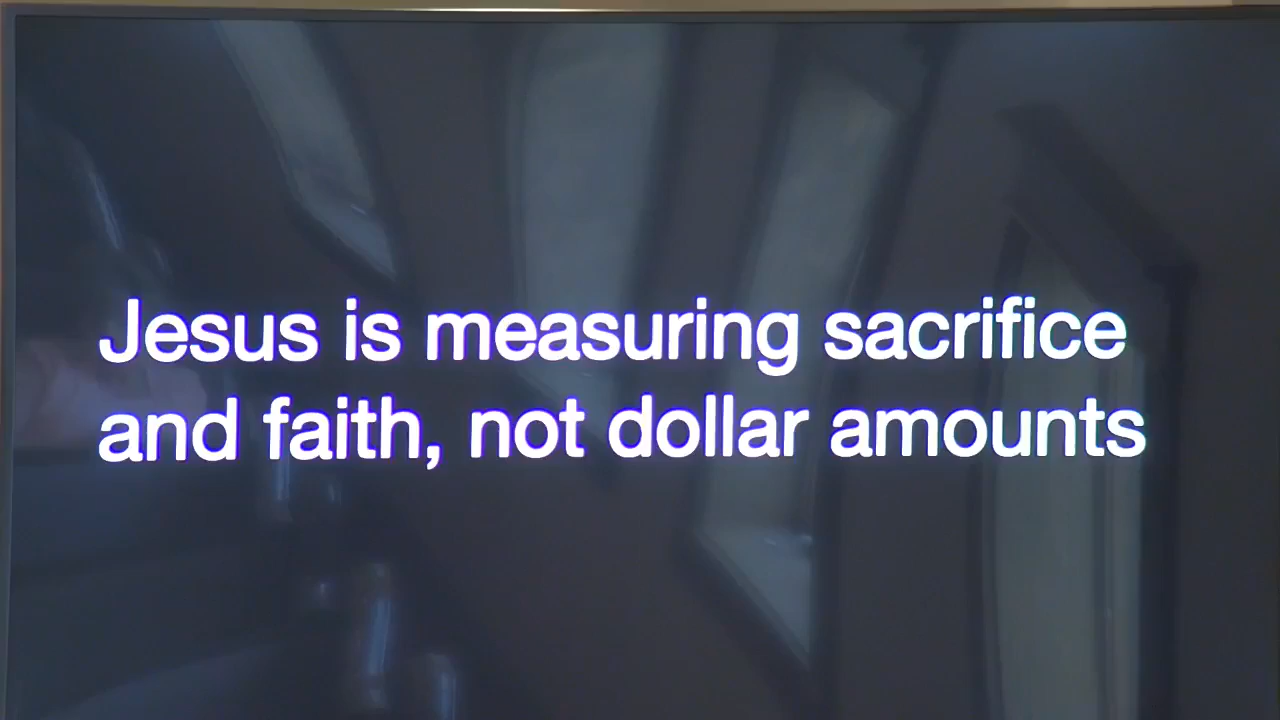 Jesus is measuring sacrifice
and faith, not dollar amounts